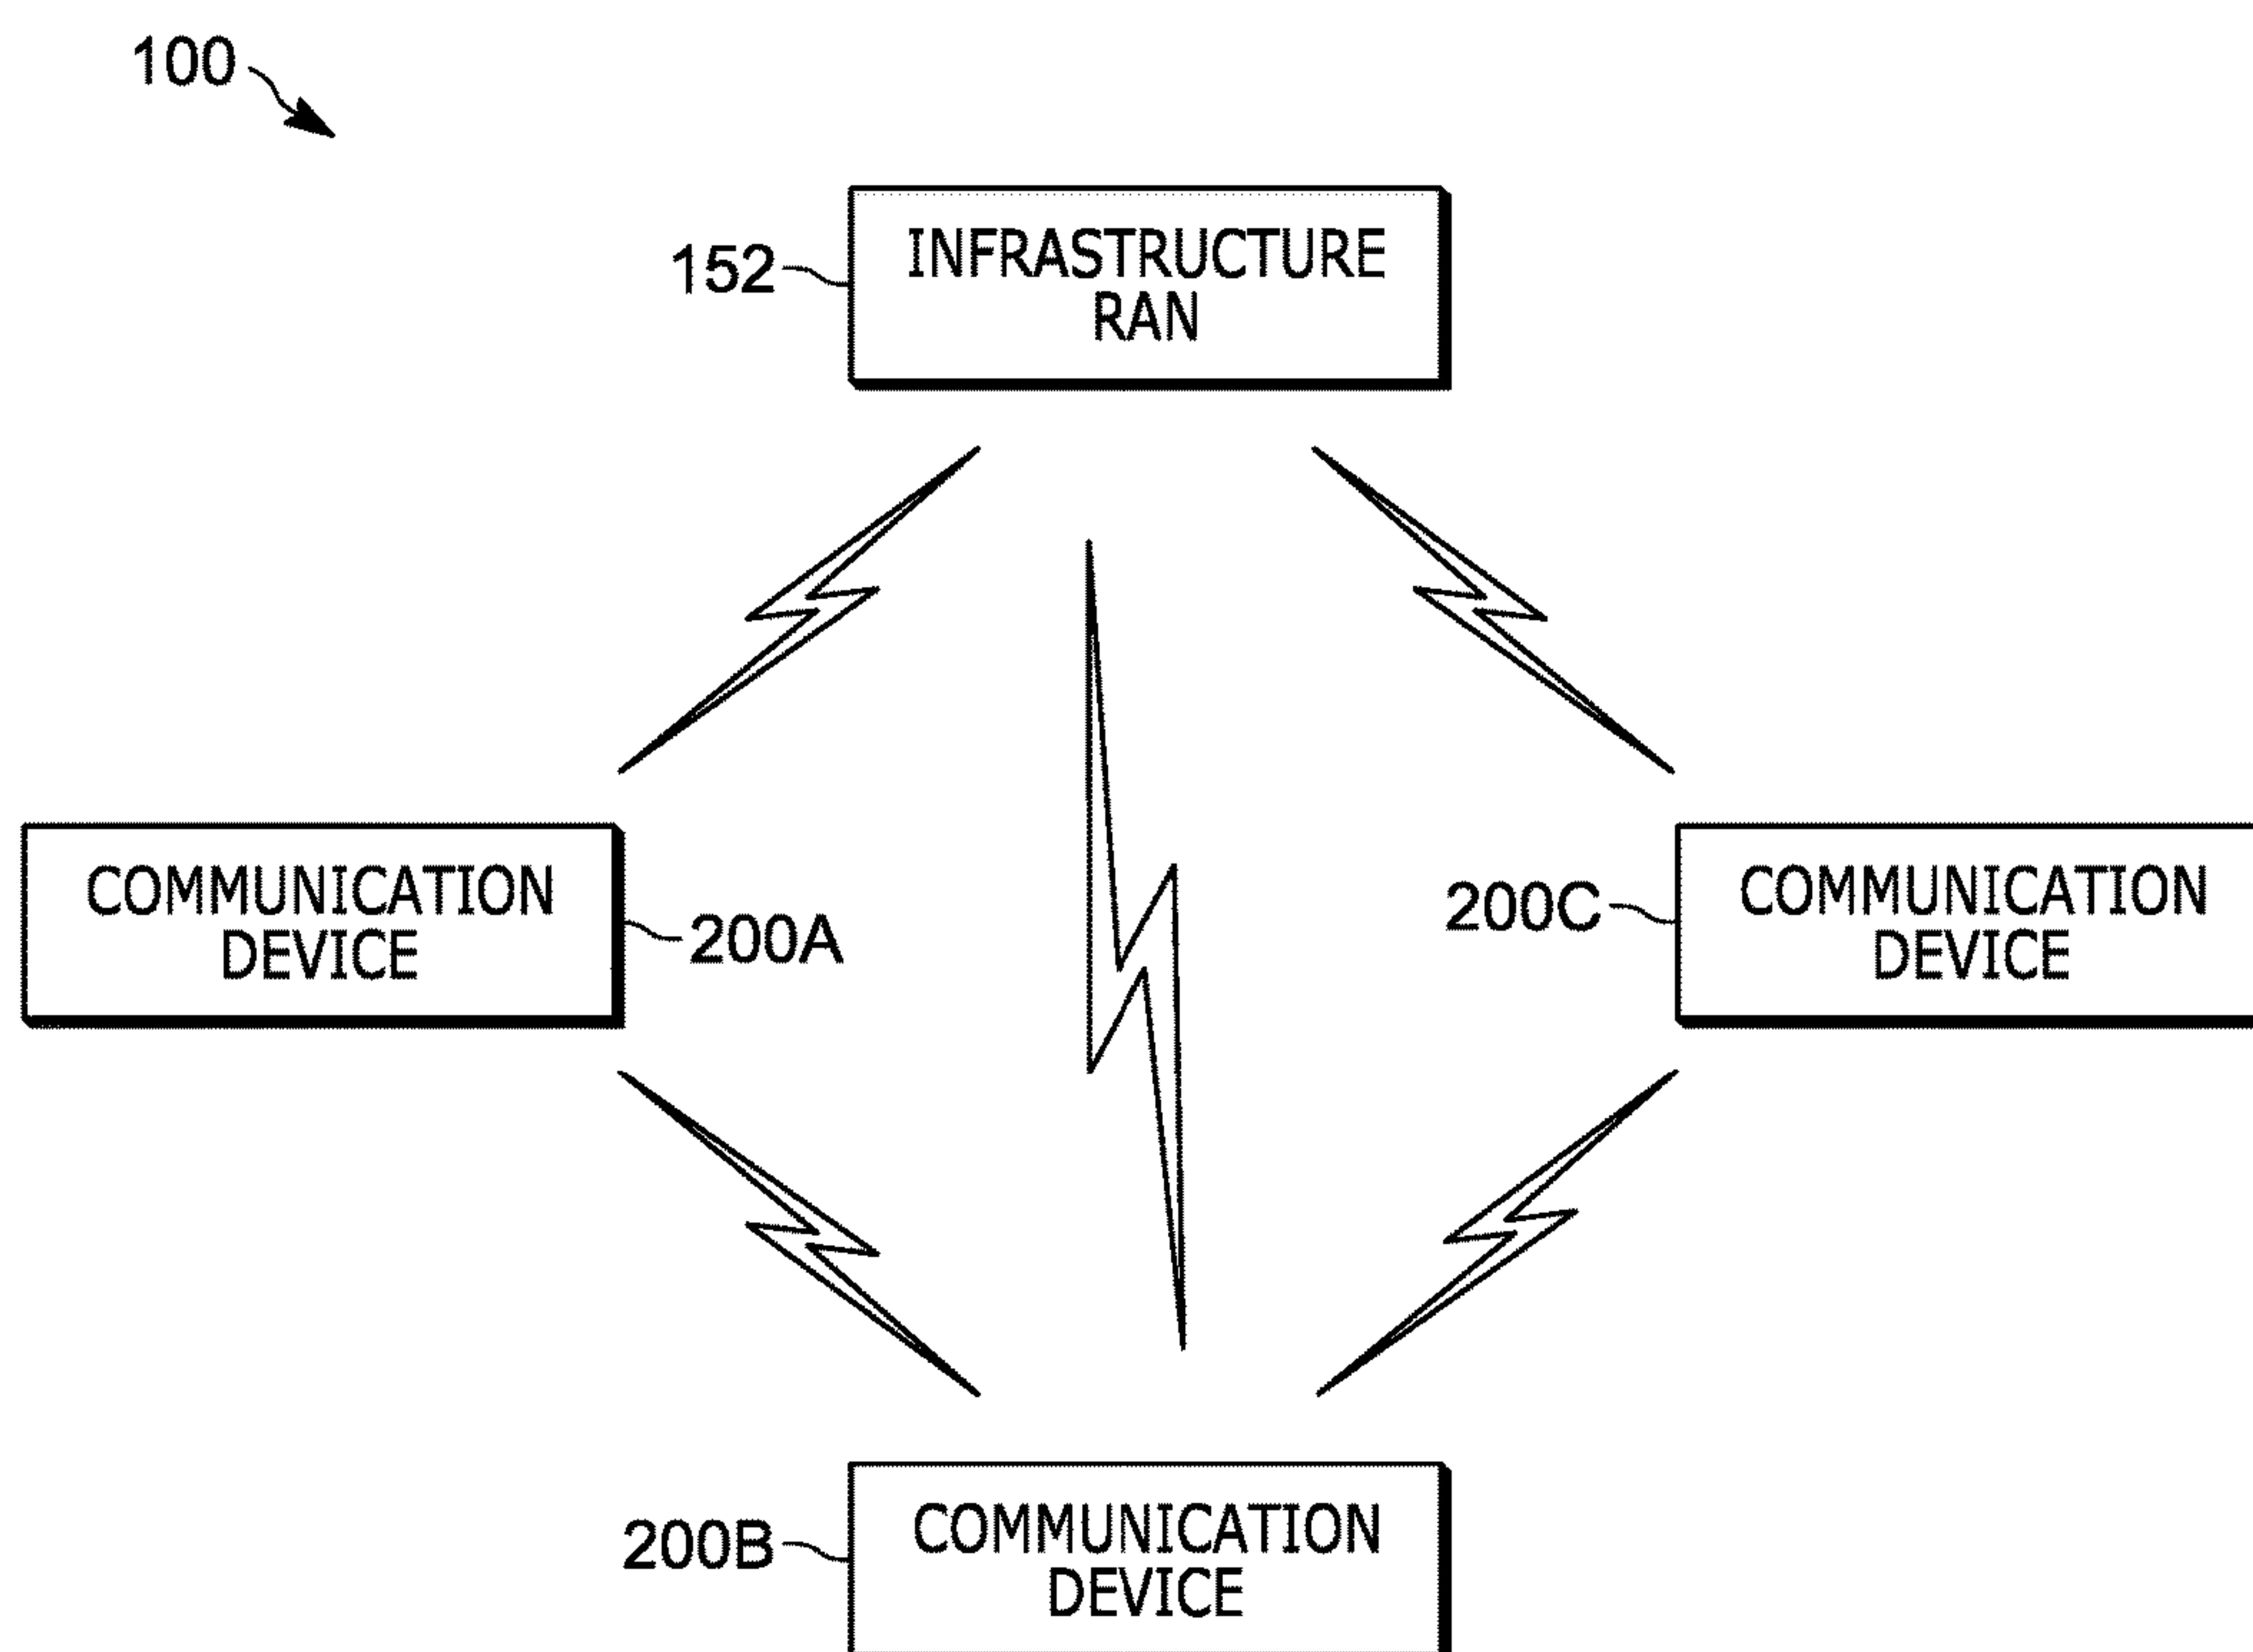 100
152
INFRASTRUCTURE
RAN
COMMUNICATION
DEVICE
200A
200C
COMMUNICATION
DEVICE
200B
COMMUNICATION
DEVICE